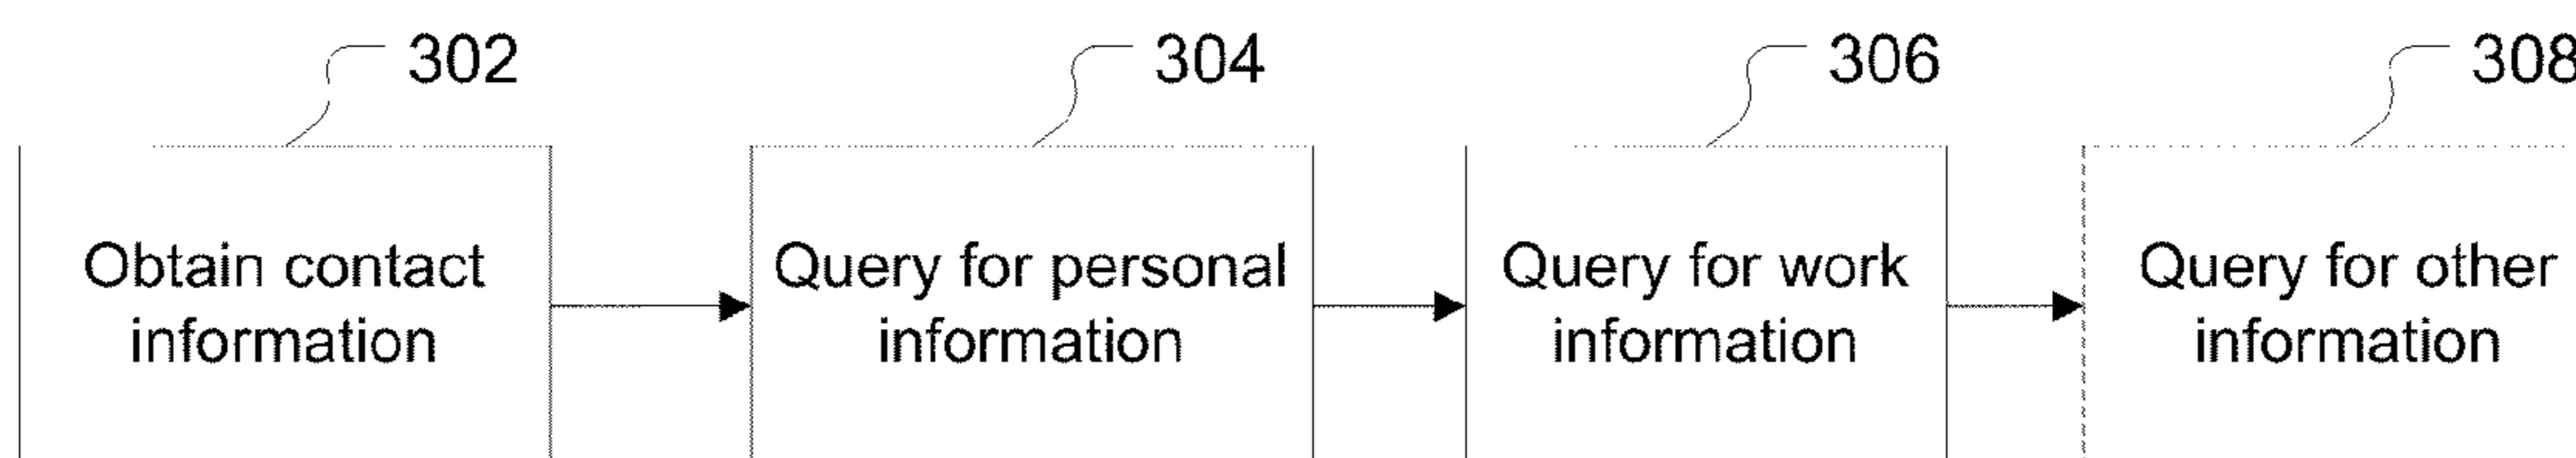 302
304
306
308
Obtain contact
information
Query for personal
information
Query for work
information
Query for other
information